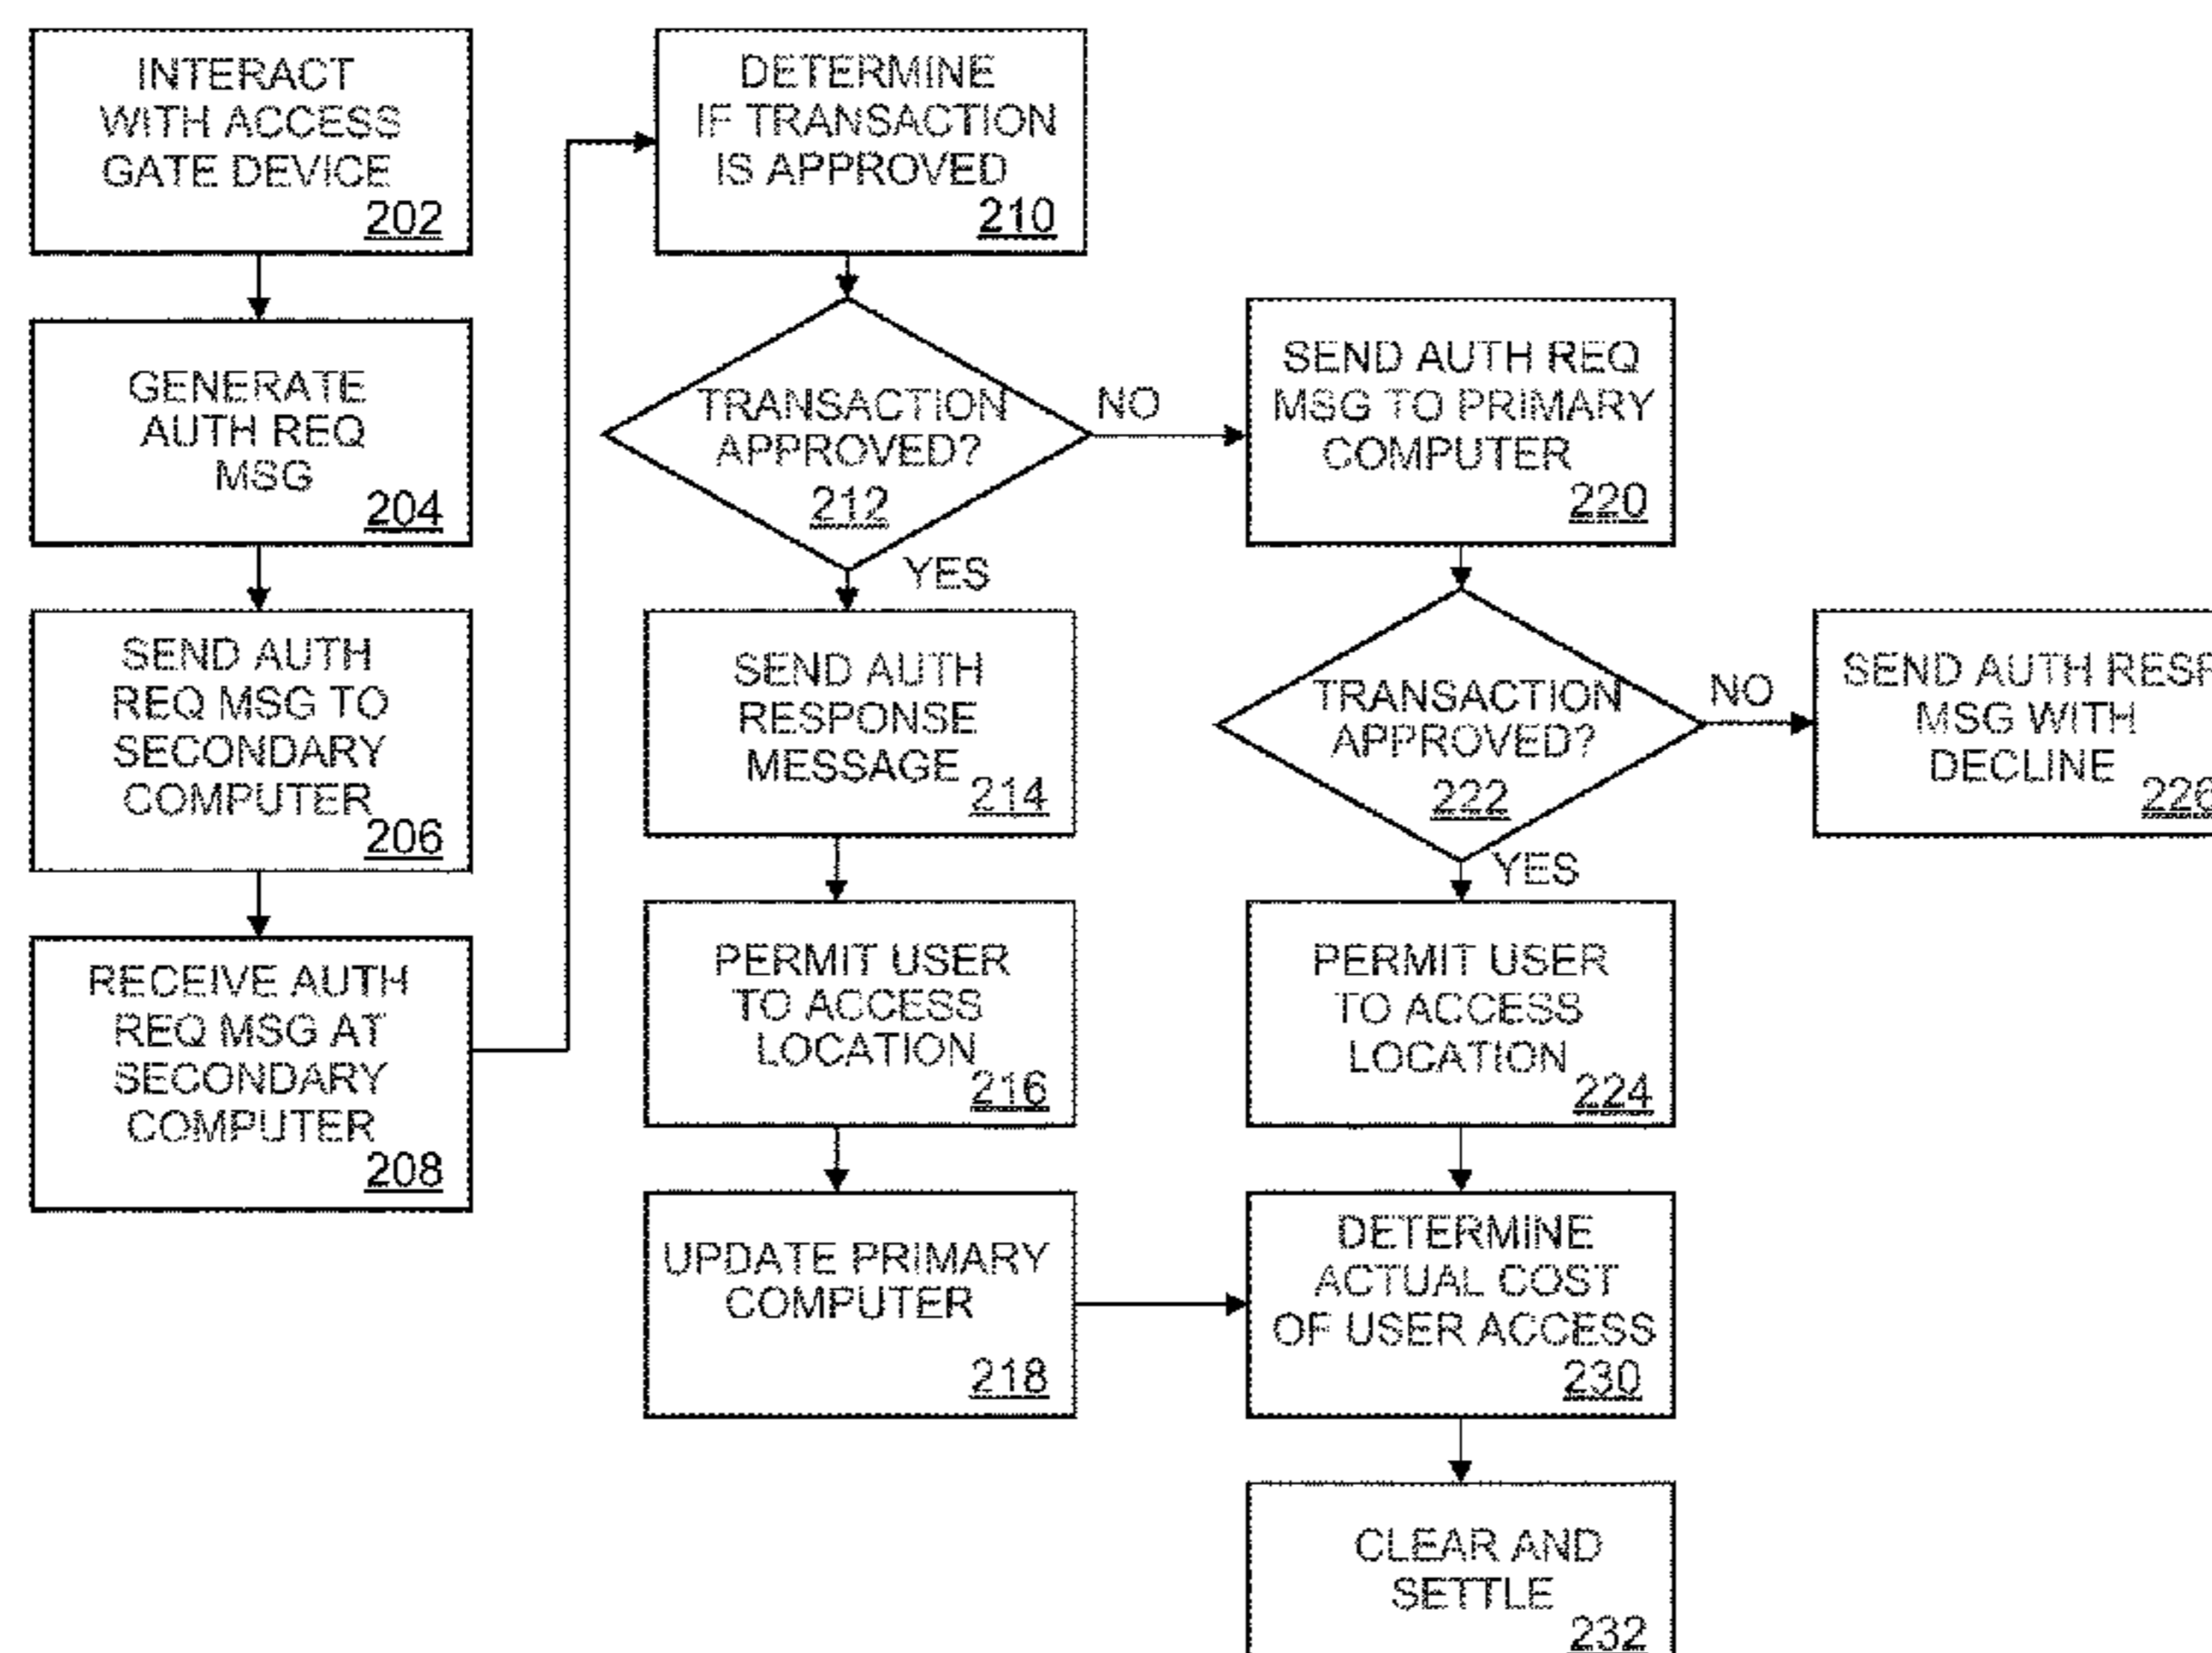 INTERACT
WITH ACCESS
GATE DEVICE
202
GENERATE
AUTH REQ
MSG
204
SEND AUTH
REQ MSG TO
SECONDARY
COMPUTER
206
RECEIVE AUTH
REQ MSG AT
SECONDARY
COMPUTER
208
DETERMINE
IF TRANSACTION
IS APPROVED
210
TRANSACTION
APPROVED?
212
NO
YES
SEND AUTH
RESPONSE
MESSAGE
214
PERMIT USER
TO ACCESS
LOCATION
216
UPDATE PRIMARY
COMPUTER
218
SEND AUTH REQ
MSG TO PRIMARY
COMPUTER
220
TRANSACTION
APPROVED?
222
NO
YES
SEND AUTH RESP
MSG WITH
DECLINE
226
PERMIT USER
TO ACCESS
LOCATION
224
DETERMINE
ACTUAL COST
OF USER ACCESS
230
CLEAR AND
SETTLE
232